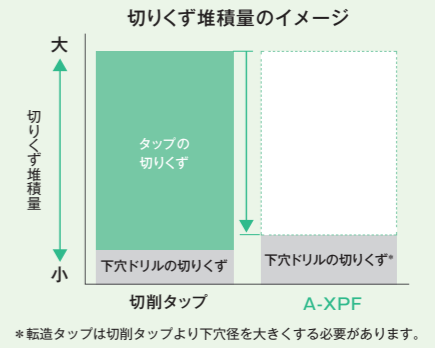 切りくず堆積量のイメージ
大
切りくず堆積量
小
タップの
切りくず
下穴ドリルの切りくず
下穴ドリルの切りくず*
切削タップ
A-XPF
*転造タップは切削タップより下穴径を大きくする必要があります。